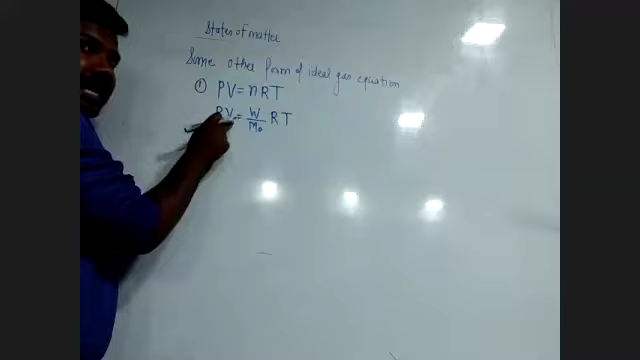 States of matter
Some other form of ideal gas equation
① PV = nRT
PV = W/M₀ RT